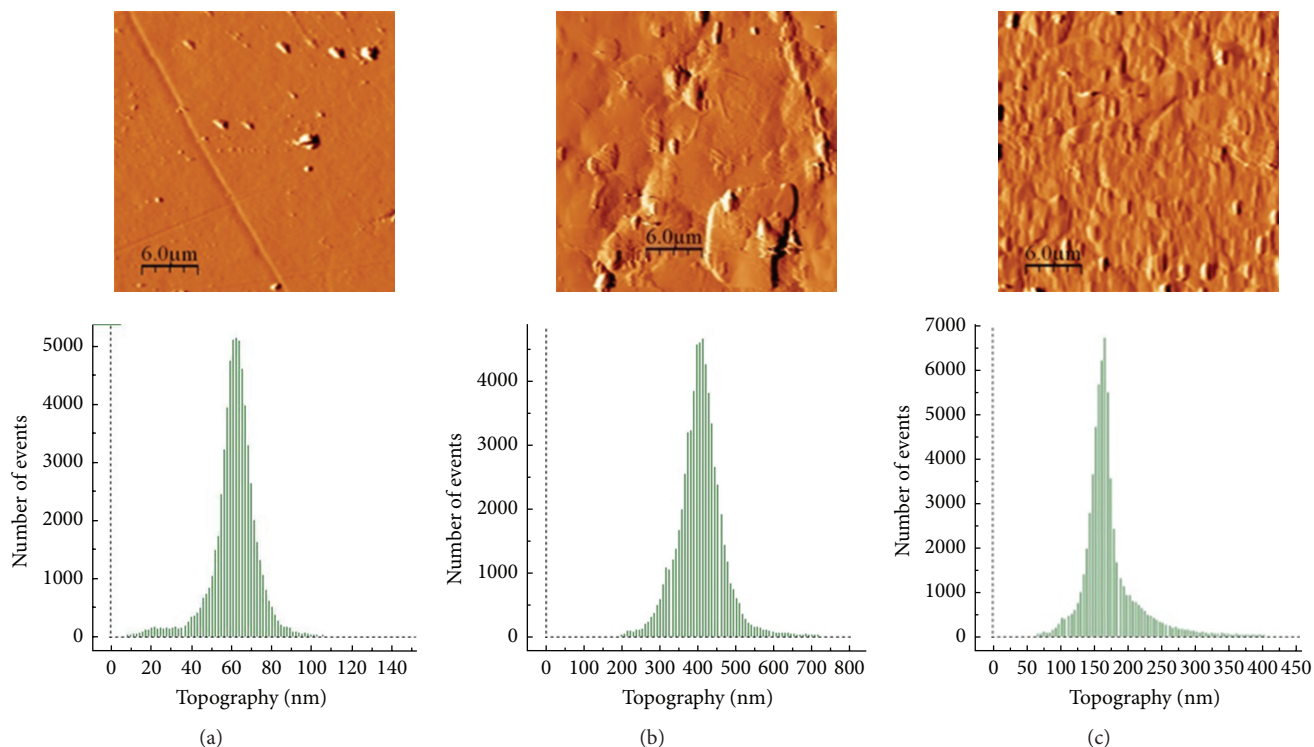 6.0μm
6.0μm
6.0μm
Number of events
5000
4000
3000
2000
1000
0
0 20 40 60 80 100 120 140
Topography (nm)
(a)
Number of events
4000
3000
2000
1000
0
0 100 200 300 400 500 600 700 800
Topography (nm)
(b)
Number of events
7000
6000
5000
4000
3000
2000
1000
0
0 50 100 150 200 250 300 350 400 450
Topography (nm)
(c)